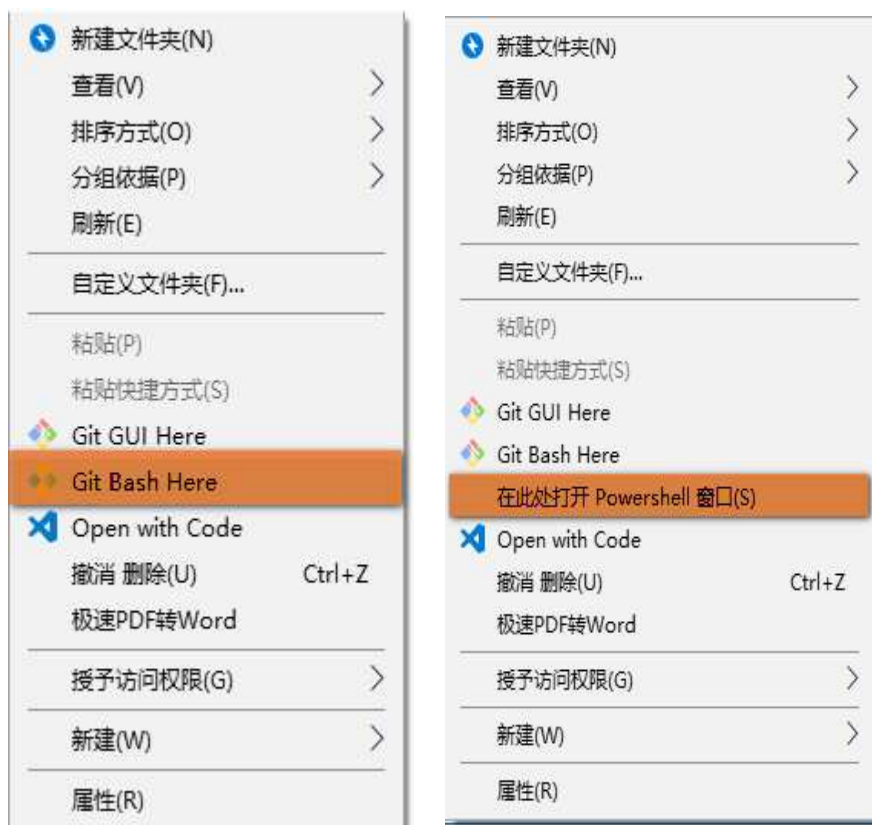 新建文件夹(N)
查看(V)
排序方式(O)
分组依据(P)
刷新(E)
自定义文件夹(F)...
粘贴(P)
粘贴快捷方式(S)
Git GUI Here
Git Bash Here
Open with Code
撤消 删除(U) Ctrl+Z
极速PDF转Word
授予访问权限(G)
新建(W)
属性(R)
新建文件夹(N)
查看(V)
排序方式(O)
分组依据(P)
刷新(E)
自定义文件夹(F)...
粘贴(P)
粘贴快捷方式(S)
Git GUI Here
Git Bash Here
在此处打开 Powershell 窗口(S)
Open with Code
撤消 删除(U) Ctrl+Z
极速PDF转Word
授予访问权限(G)
新建(W)
属性(R)